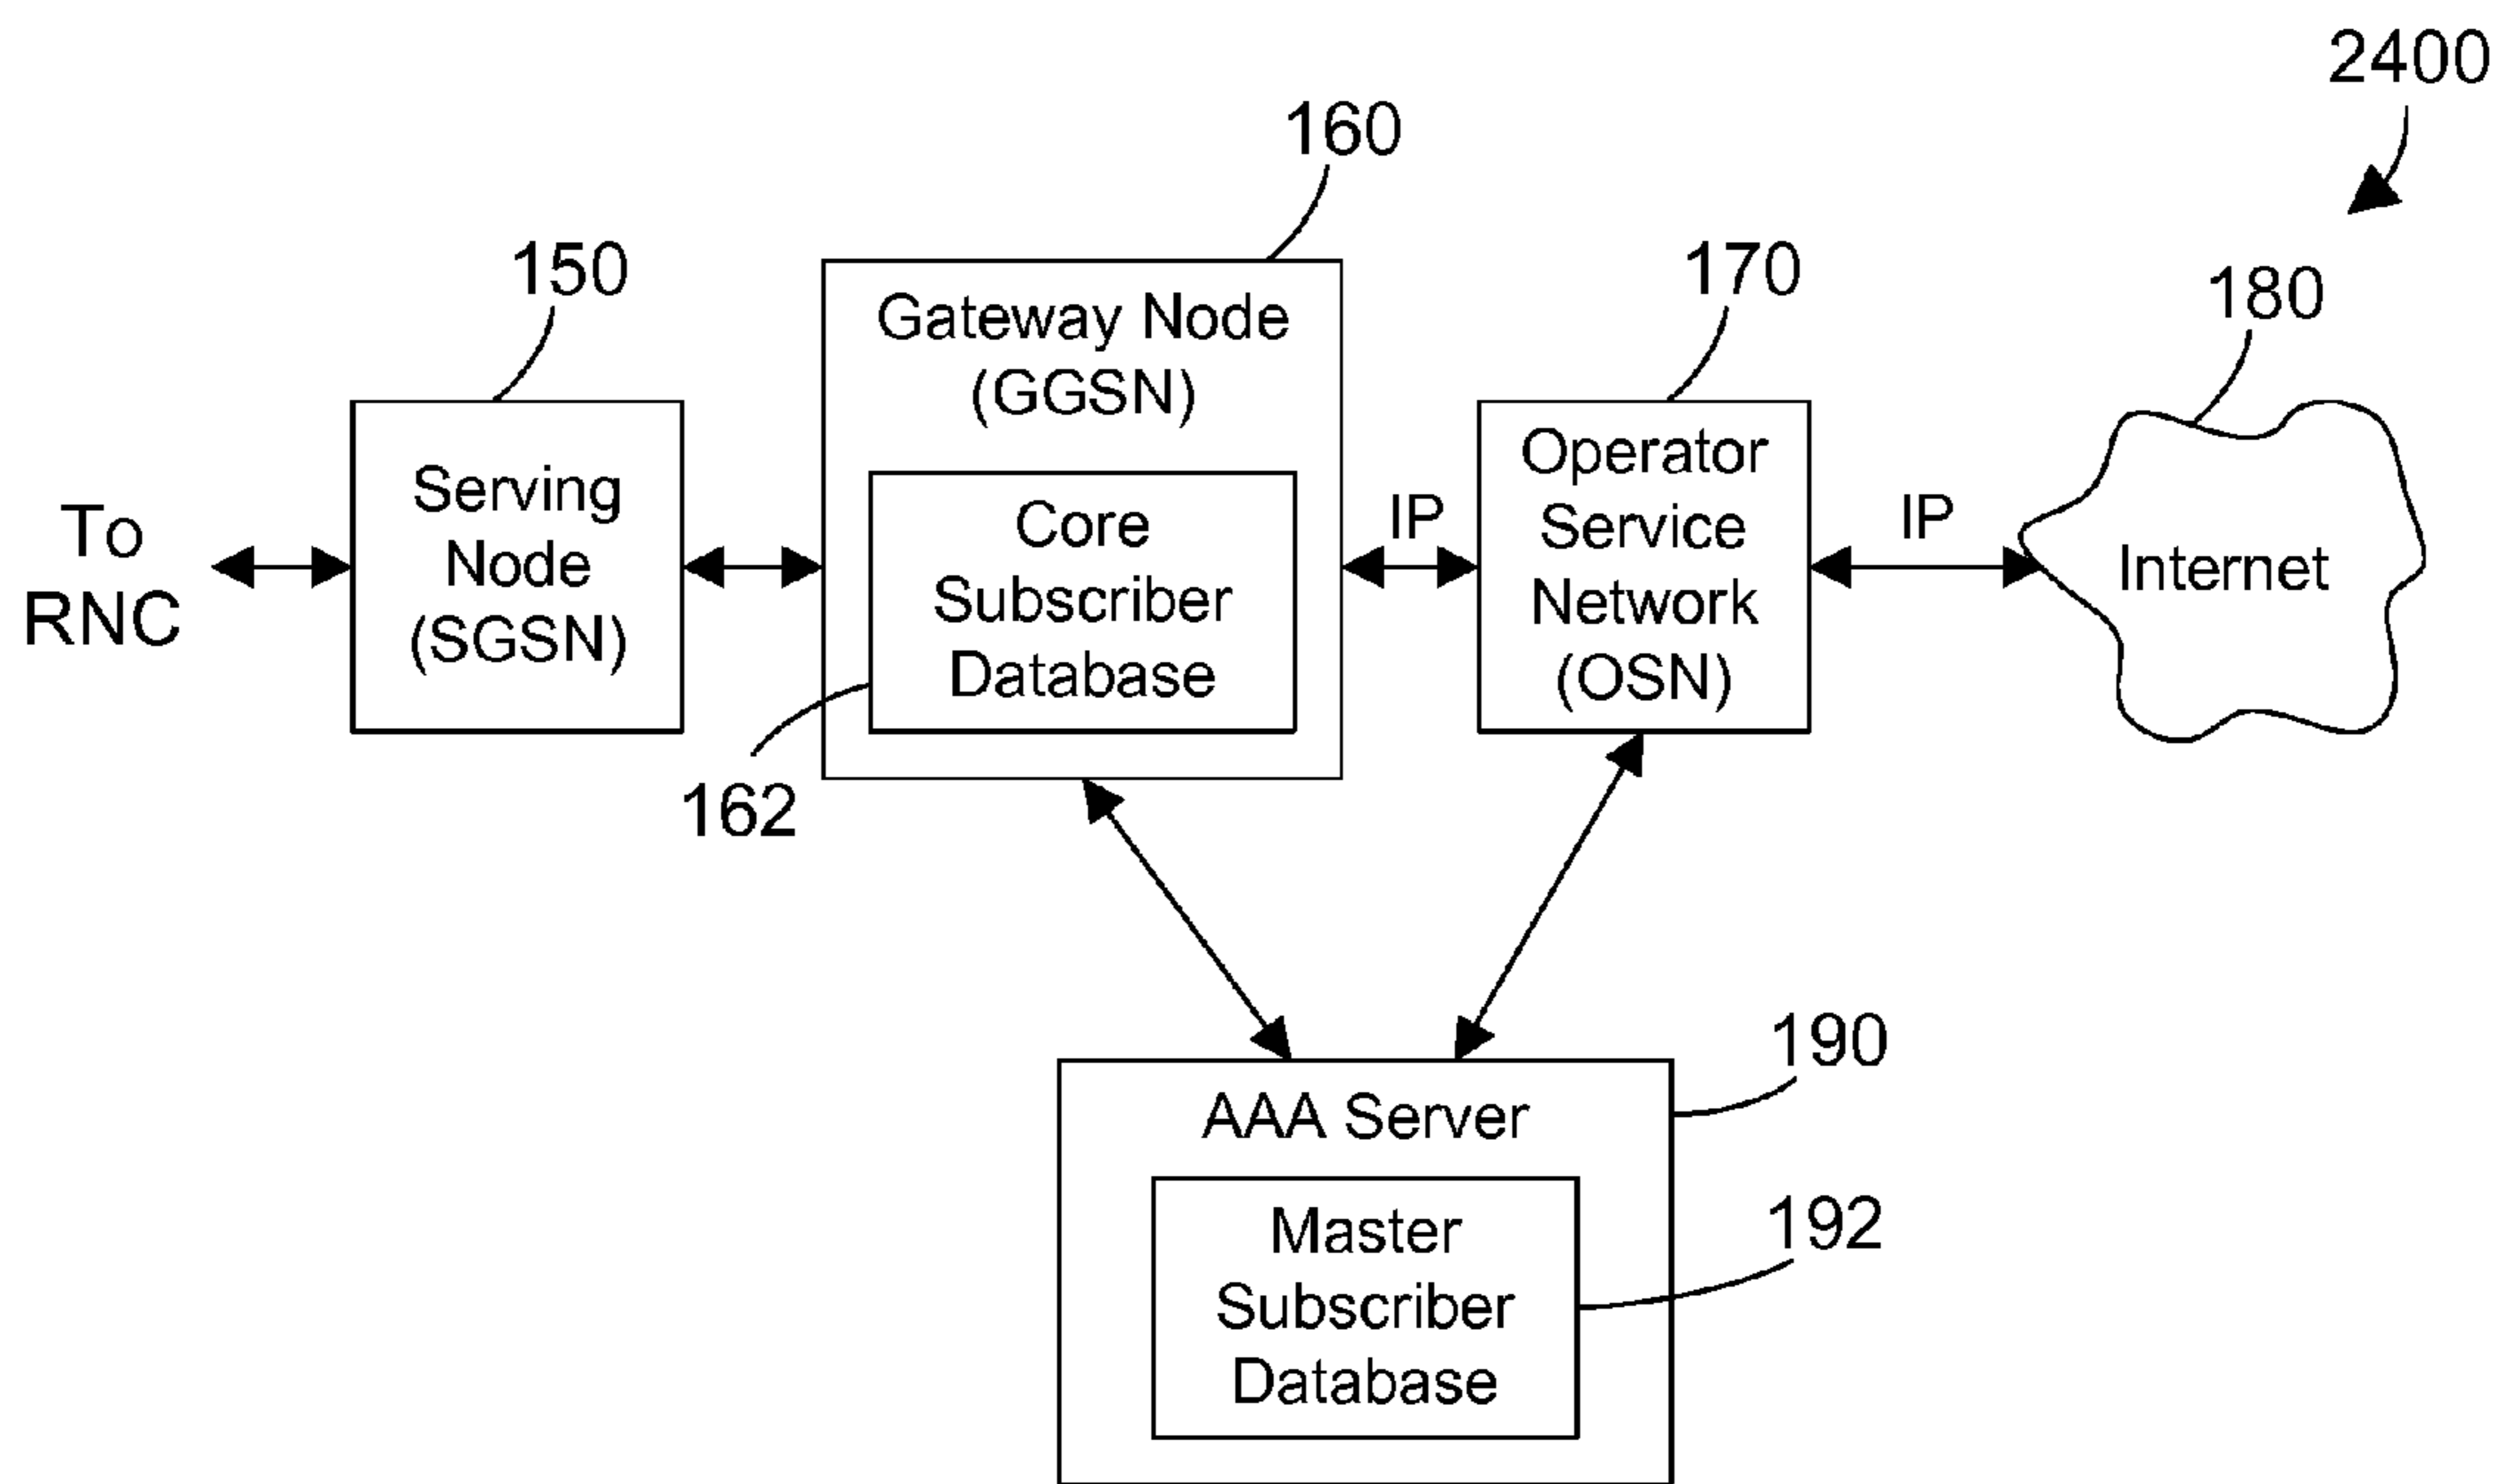 2400
160
150
170
180
Gateway Node
(GGSN)
Serving
Node
(SGSN)
Core
Subscriber
Database
Operator
Service
Network
(OSN)
To
RNC
IP
IP
Internet
162
190
AAA Server
192
Master
Subscriber
Database